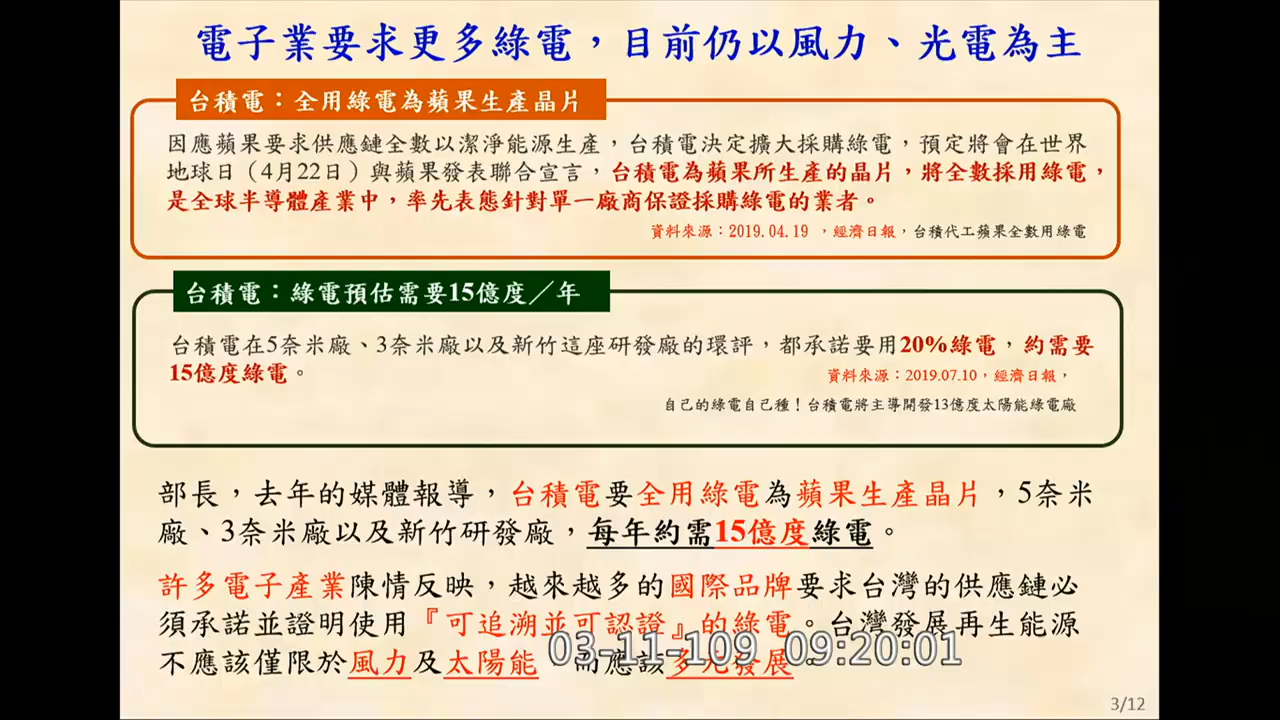 電子業要求更多綠電，目前仍以風力、光電為主
台積電：全用綠電為蘋果生產晶片
因應蘋果要求供應鏈全數以潔淨能源生產，台積電決定擴大採購綠電，預定將會在世界
地球日（4月22日）與蘋果發表聯合宣言，台積電為蘋果所生產的晶片，將全數採用綠電，
是全球半導體產業中，率先表態針對單一廠商保證採購綠電的業者。
資料來源：2019.04.19 ，經濟日報，台積代工蘋果全數用綠電
台積電：綠電預估需要15億度／年
台積電在5奈米廠、3奈米廠以及新竹這座研發廠的環評，都承諾要用20%綠電，約需要
15億度綠電。
資料來源：2019.07.10，經濟日報，
自己的綠電自己種！台積電將主導開發13億度太陽能綠電廠
部長，去年的媒體報導，台積電要全用綠電為蘋果生產晶片，5奈米
廠、3奈米廠以及新竹研發廠，每年約需15億度綠電。
許多電子產業陳情反映，越來越多的國際品牌要求台灣的供應鏈必
須承諾並證明使用『可追溯並可認證』的綠電。台灣發展再生能源
不應該僅限於風力及太陽能 而應該多元發展
03-11-109 09:20:01
3/12